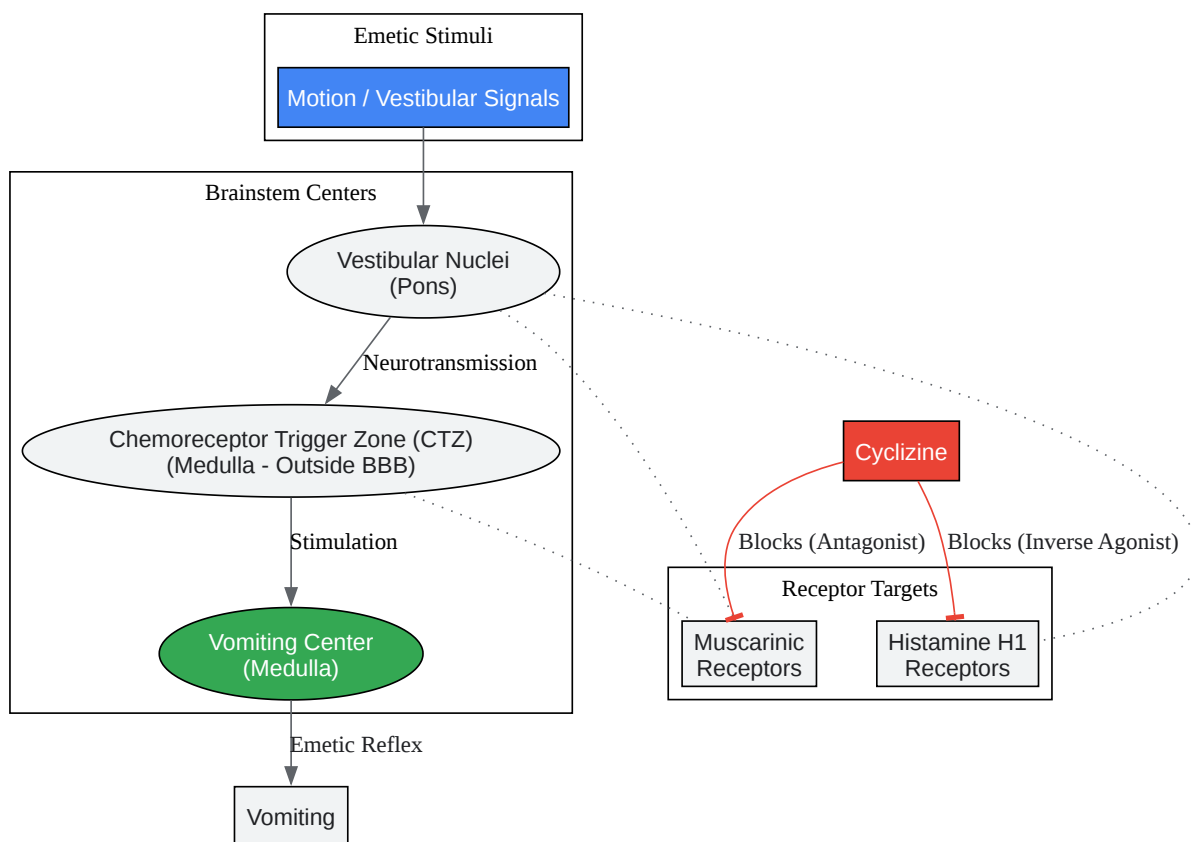 Emetic Stimuli
Motion / Vestibular Signals
Brainstem Centers
Vestibular Nuclei
(Pons)
Neurotransmission
Chemoreceptor Trigger Zone (CTZ)
(Medulla - Outside BBB)
Cyclizine
Stimulation
Blocks (Antagonist)
Blocks (Inverse Agonist)
Receptor Targets
Vomiting Center
(Medulla)
Muscarinic
Receptors
Histamine H1
Receptors
Emetic Reflex
Vomiting